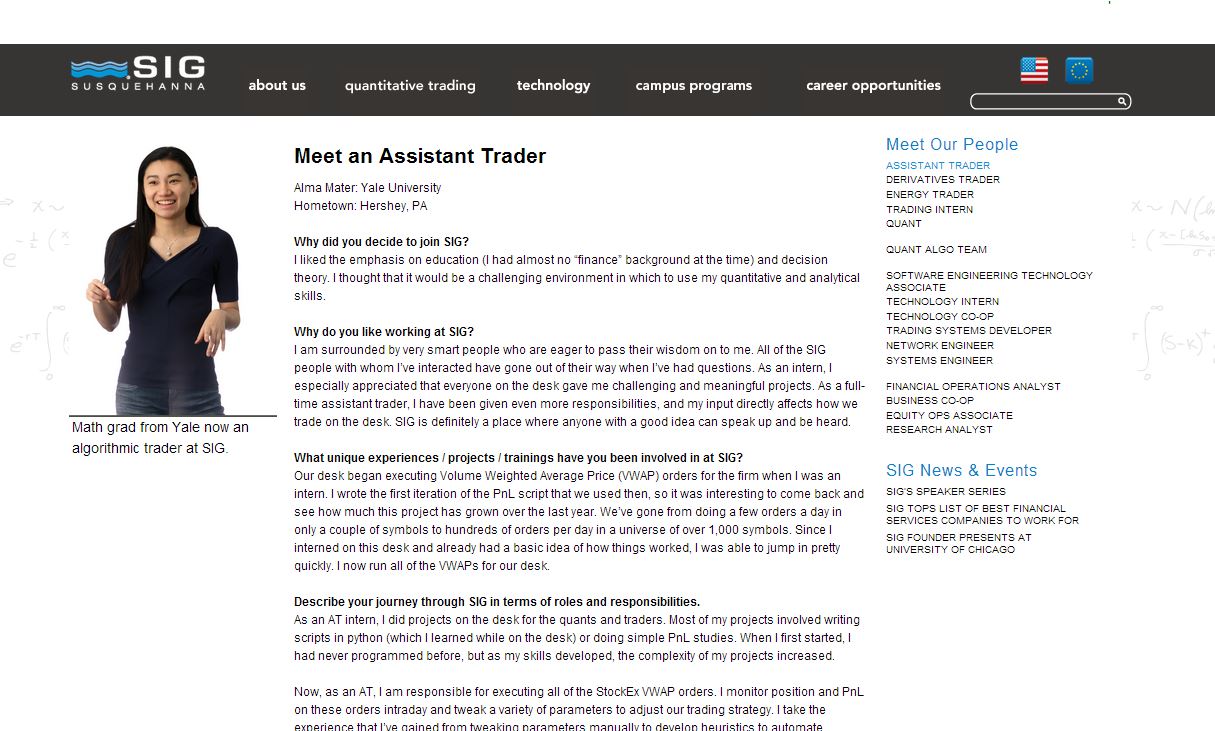 SIG
SUSQUEHANNA
about us
quantitative trading
technology
campus programs
career opportunities
Meet an Assistant Trader
Alma Mater: Yale University
Hometown: Hershey, PA
Why did you decide to join SIG?
I liked the emphasis on education (I had almost no “finance” background at the time) and decision
theory. I thought that it would be a challenging environment in which to use my quantitative and analytical
skills.
Why do you like working at SIG?
I am surrounded by very smart people who are eager to pass their wisdom on to me. All of the SIG
people with whom I’ve interacted have gone out of their way when I’ve had questions. As an intern, I
especially appreciated that everyone on the desk gave me challenging and meaningful projects. As a full-
time assistant trader, I have been given even more responsibilities, and my input directly affects how we
trade on the desk. SIG is definitely a place where anyone with a good idea can speak up and be heard.
What unique experiences / projects / trainings have you been involved in at SIG?
Our desk began executing Volume Weighted Average Price (VWAP) orders for the firm when I was an
intern. I wrote the first iteration of the PnL script that we used then, so it was interesting to come back and
see how much this project has grown over the last year. We’ve gone from doing a few orders a day in
only a couple of symbols to hundreds of orders per day in a universe of over 1,000 symbols. Since I
interned on this desk and already had a basic idea of how things worked, I was able to jump in pretty
quickly. I now run all of the VWAPs for our desk.
Describe your journey through SIG in terms of roles and responsibilities.
As an AT intern, I did projects on the desk for the quants and traders. Most of my projects involved writing
scripts in python (which I learned while on the desk) or doing simple PnL studies. When I first started, I
had never programmed before, but as my skills developed, the complexity of my projects increased.
Now, as an AT, I am responsible for executing all of the StockEx VWAP orders. I monitor position and PnL
on these orders intraday and tweak a variety of parameters to adjust our trading strategy. I take the
experience that I’ve gained from tweaking parameters manually to develop heuristics to automate
Math grad from Yale now an
algorithmic trader at SIG.
Meet Our People
ASSISTANT TRADER
DERIVATIVES TRADER
ENERGY TRADER
TRADING INTERN
QUANT
QUANT ALGO TEAM
SOFTWARE ENGINEERING TECHNOLOGY
ASSOCIATE
TECHNOLOGY INTERN
TECHNOLOGY CO-OP
TRADING SYSTEMS DEVELOPER
NETWORK ENGINEER
SYSTEMS ENGINEER
FINANCIAL OPERATIONS ANALYST
BUSINESS CO-OP
EQUITY OPS ASSOCIATE
RESEARCH ANALYST
SIG News & Events
SIG'S SPEAKER SERIES
SIG TOPS LIST OF BEST FINANCIAL
SERVICES COMPANIES TO WORK FOR
SIG FOUNDER PRESENTS AT
UNIVERSITY OF CHICAGO